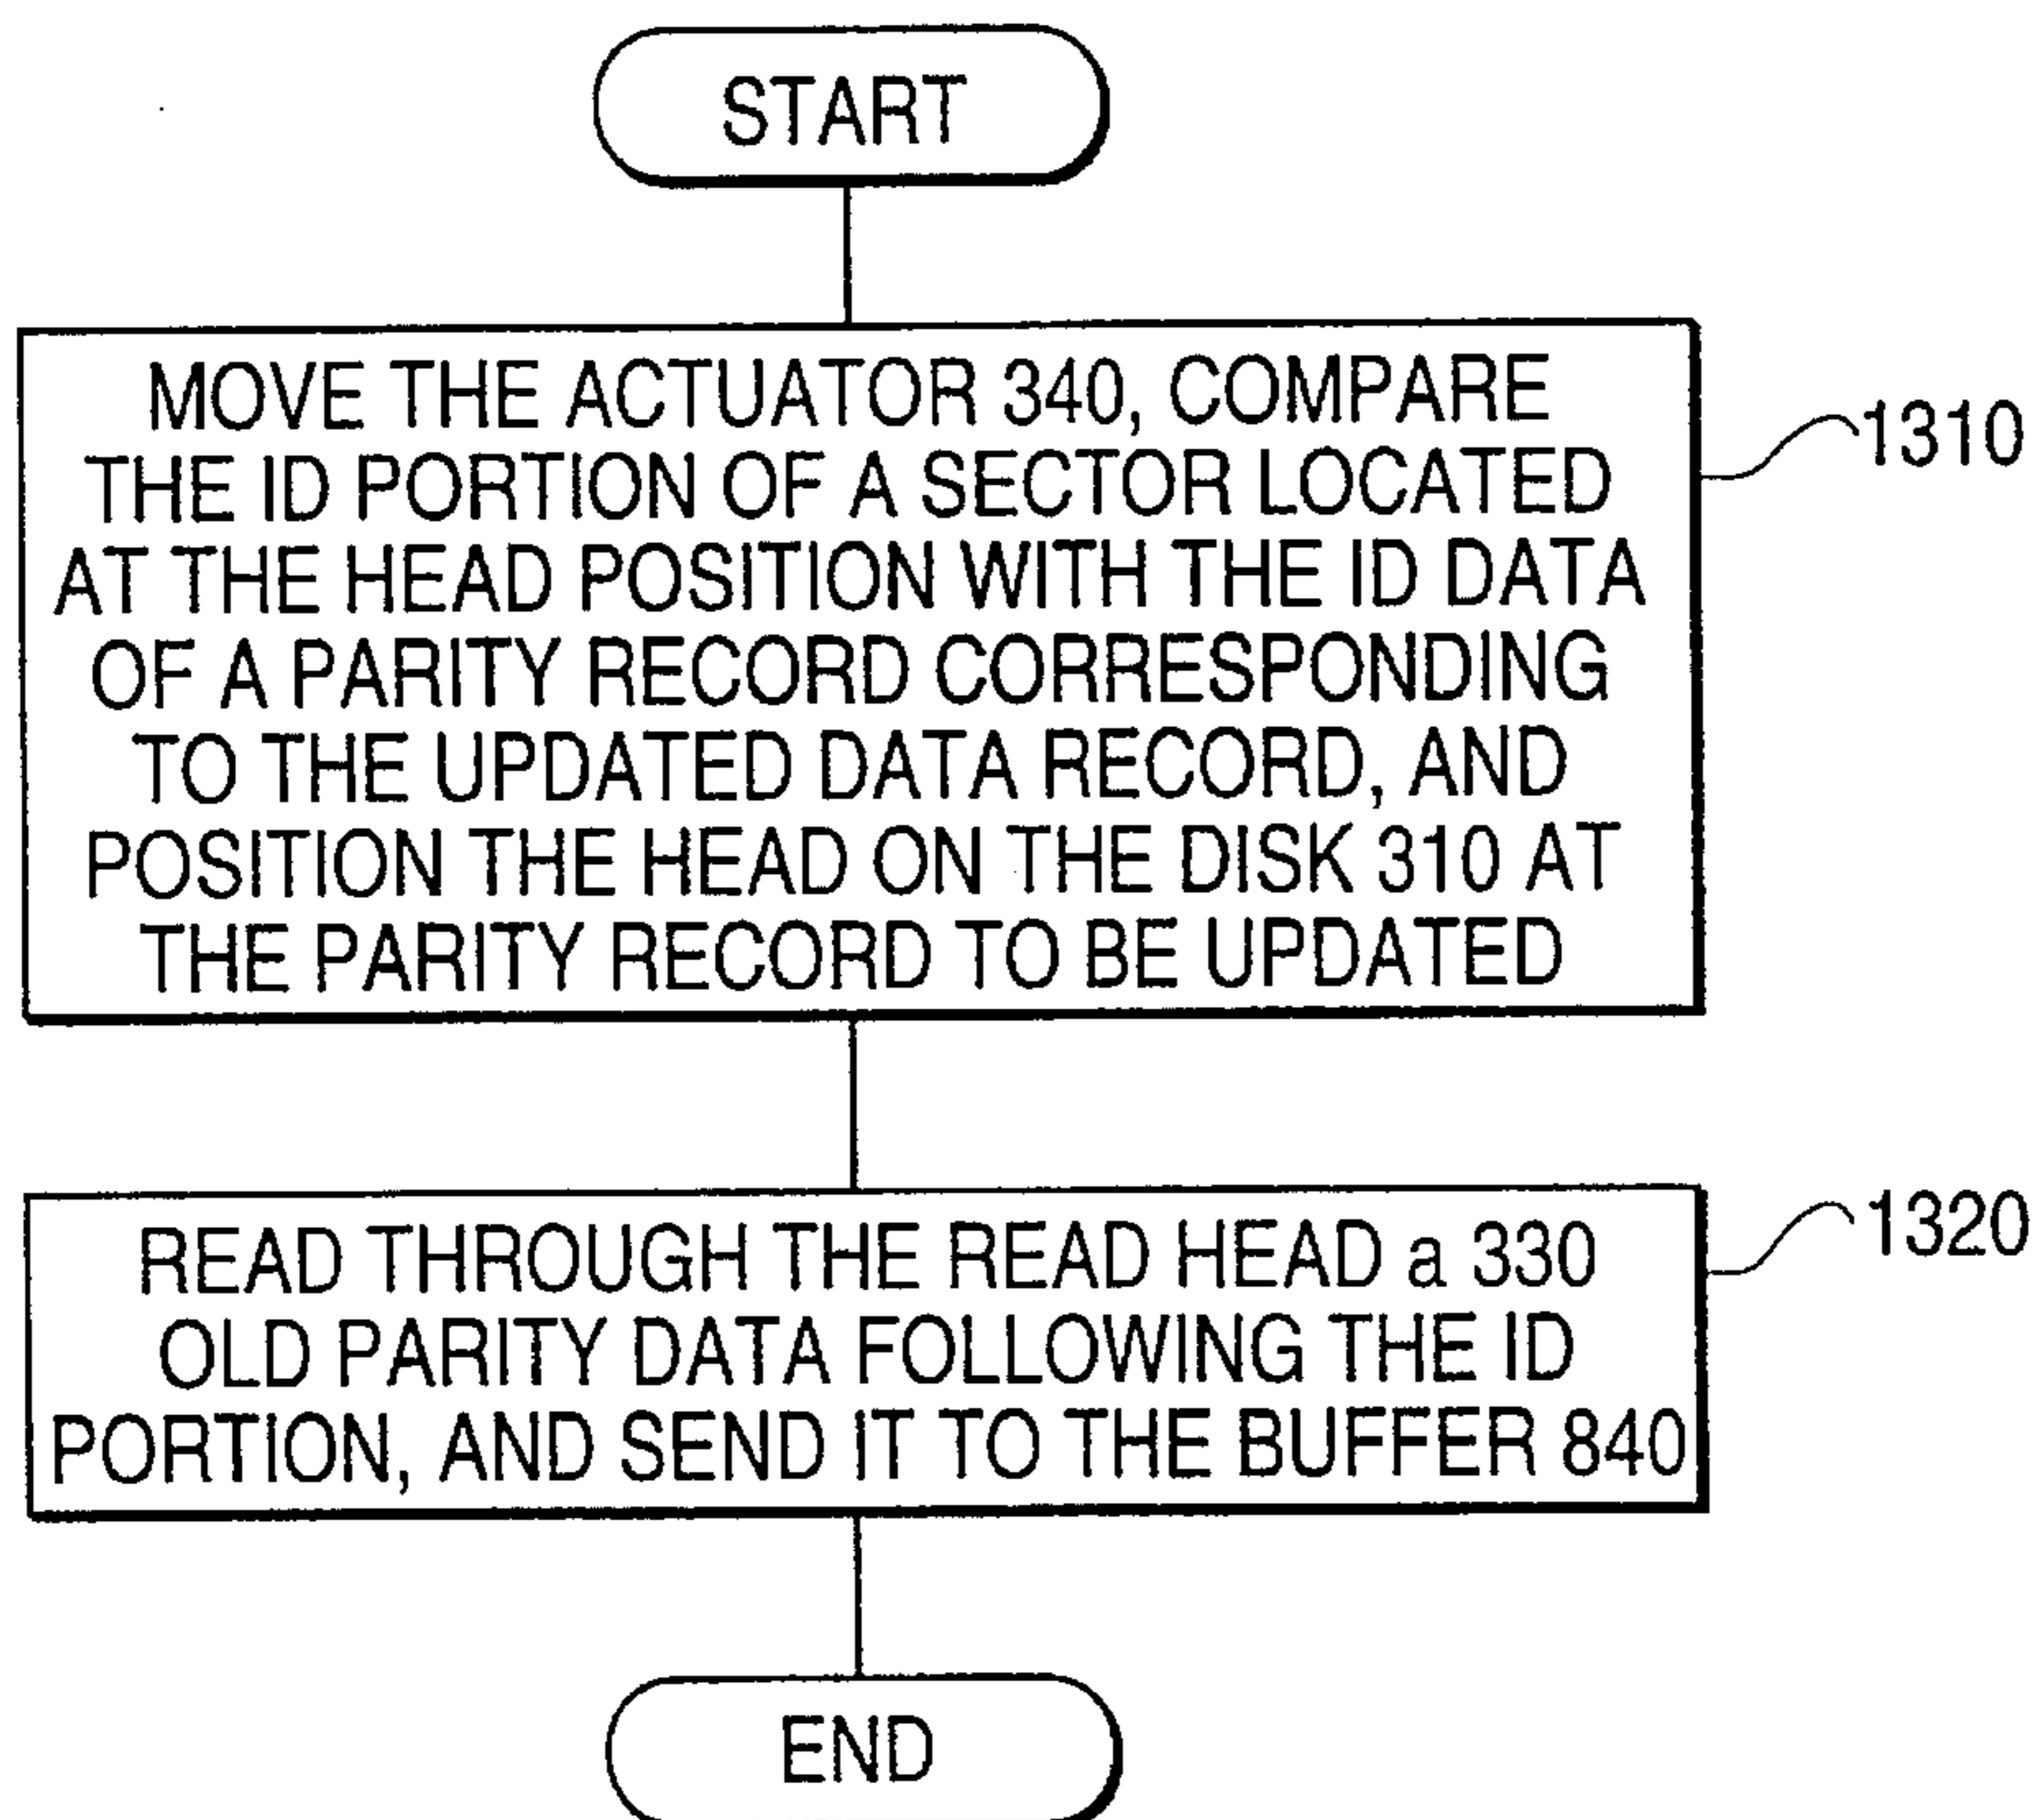 START
MOVE THE ACTUATOR 340, COMPARE
THE ID PORTION OF A SECTOR LOCATED
AT THE HEAD POSITION WITH THE ID DATA
OF A PARITY RECORD CORRESPONDING
TO THE UPDATED DATA RECORD, AND
POSITION THE HEAD ON THE DISK 310 AT
THE PARITY RECORD TO BE UPDATED
1310
READ THROUGH THE READ HEAD a 330
OLD PARITY DATA FOLLOWING THE ID
PORTION, AND SEND IT TO THE BUFFER 840
1320
END